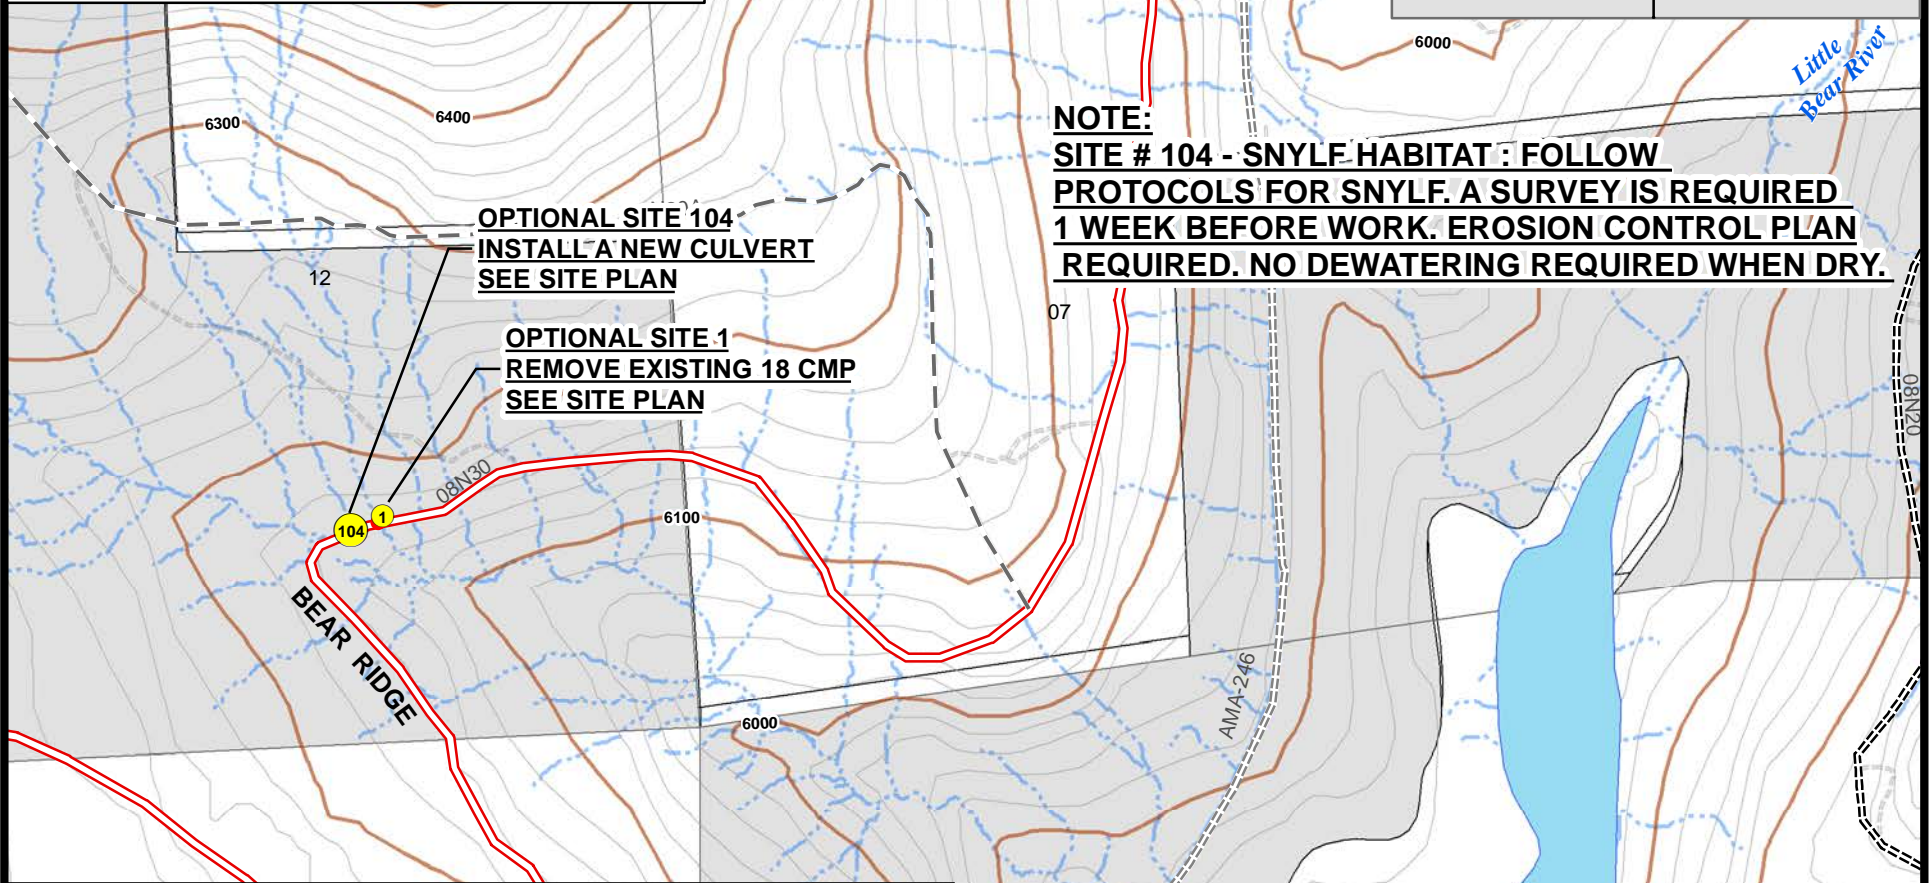 6000
Little
Bear River
6300
6400
NOTE:
SITE # 104 - SNYLF HABITAT : FOLLOW
PROTOCOLS FOR SNYLF. A SURVEY IS REQUIRED
1 WEEK BEFORE WORK. EROSION CONTROL PLAN
REQUIRED. NO DEWATERING REQUIRED WHEN DRY.
OPTIONAL SITE 104
INSTALL A NEW CULVERT
SEE SITE PLAN
12
07
OPTIONAL SITE 1
REMOVE EXISTING 18 CMP
SEE SITE PLAN
08N20
08N30
1
104
6100
BEAR RIDGE
AMA-246
6000